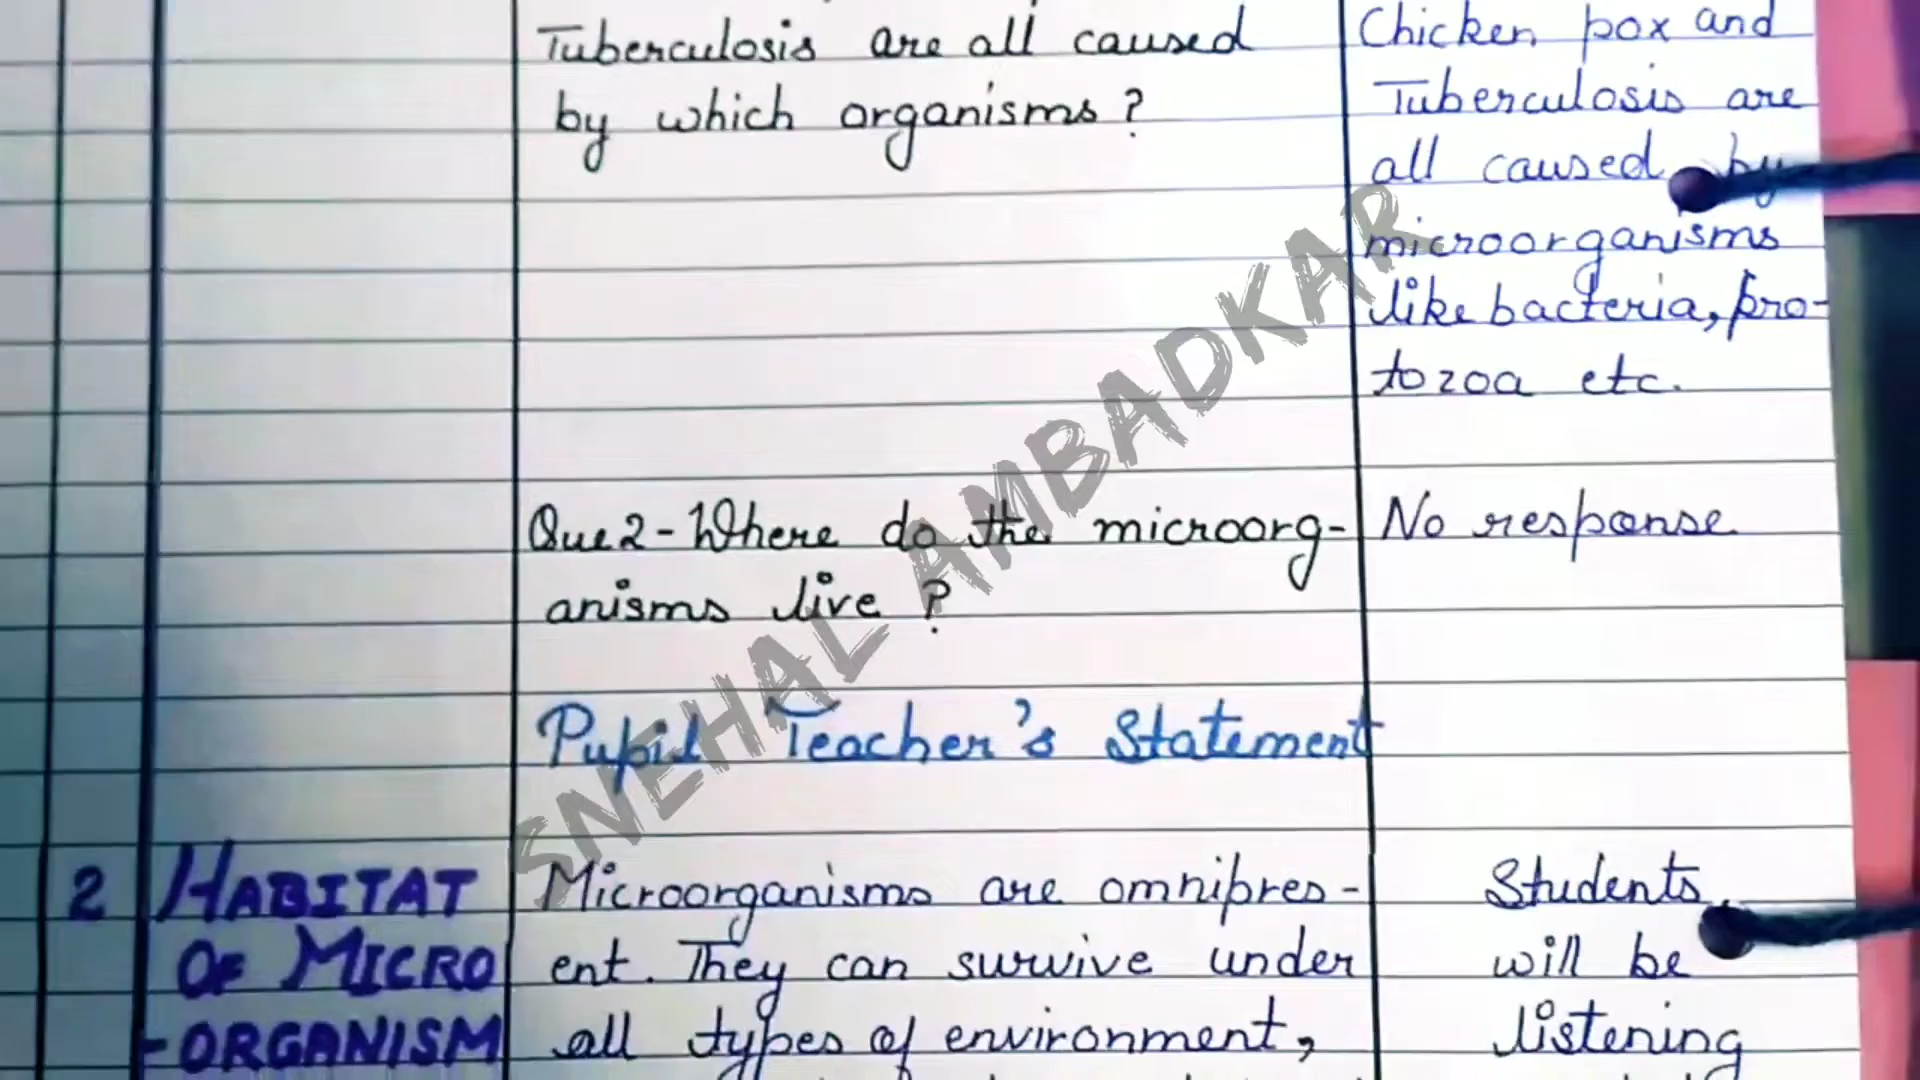 Tuberculosis are all caused
by which organisms?
Chicken pox and
Tuberculosis are
all caused by
microorganisms
like bacteria, pro-
tozoa etc.
Que 2 - Where do the microorg-
anisms live ?
No response
Pupil Teacher's Statement
2
HABITAT
OF MICRO
-ORGANISM
Microorganisms are omnipres-
ent. They can survive under
all types of environment,
Students
will be
listening
SNEHAL AMBADKAR